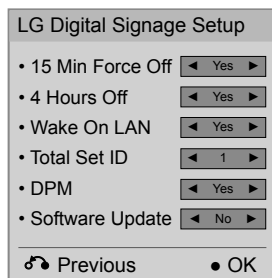 LG Digital Signage Setup
• 15 Min Force Off ◄ Yes ►
• 4 Hours Off ◄ Yes ►
• Wake On LAN ◄ Yes ►
• Total Set ID ◄ 1 ►
• DPM ◄ Yes ►
• Software Update ◄ No ►
Previous ● OK